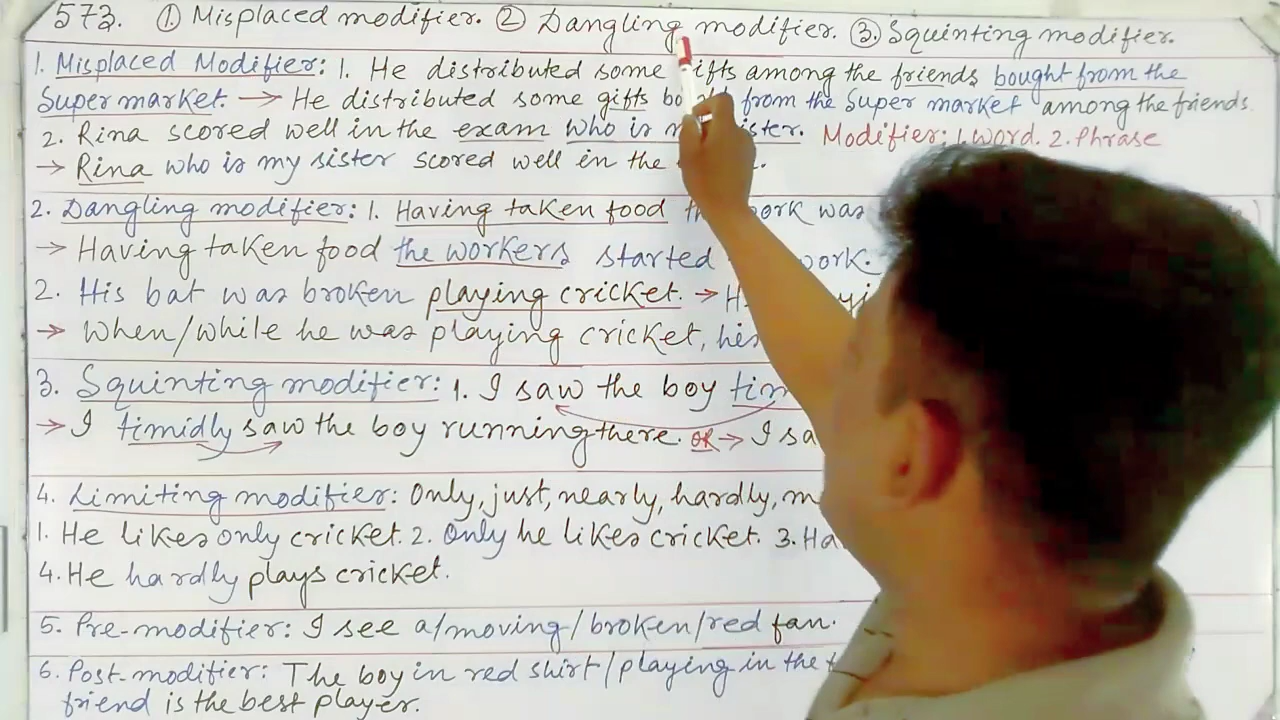 573. ① Misplaced modifier. ② Dangling modifier. ③ Squinting modifier.
1. Misplaced Modifier: 1. He distributed some ifts among the friends bought from the
Super market. → He distributed some gifts from the Super market among the friends.
2. Rina scored well in the exam who is ister. Modifier: 1. word. 2. Phrase
→ Rina who is my sister scored well in the
2. Dangling modifier: 1. Having taken food work was
→ Having taken food the workers started work.
2. His bat was broken playing cricket. →
→ When/while he was playing cricket, his
3. Squinting modifier: 1. I saw the boy
→ I timidly saw the boy running there. OR → I
4. Limiting modifier: Only, just, nearly, hardly,
1. He likes only cricket. 2. Only he likes cricket. 3.
4. He hardly plays cricket.
5. Pre-modifier: I see a/moving/broken/red fan.
6. Post-modifier: The boy in red shirt/playing in the
friend is the best player.